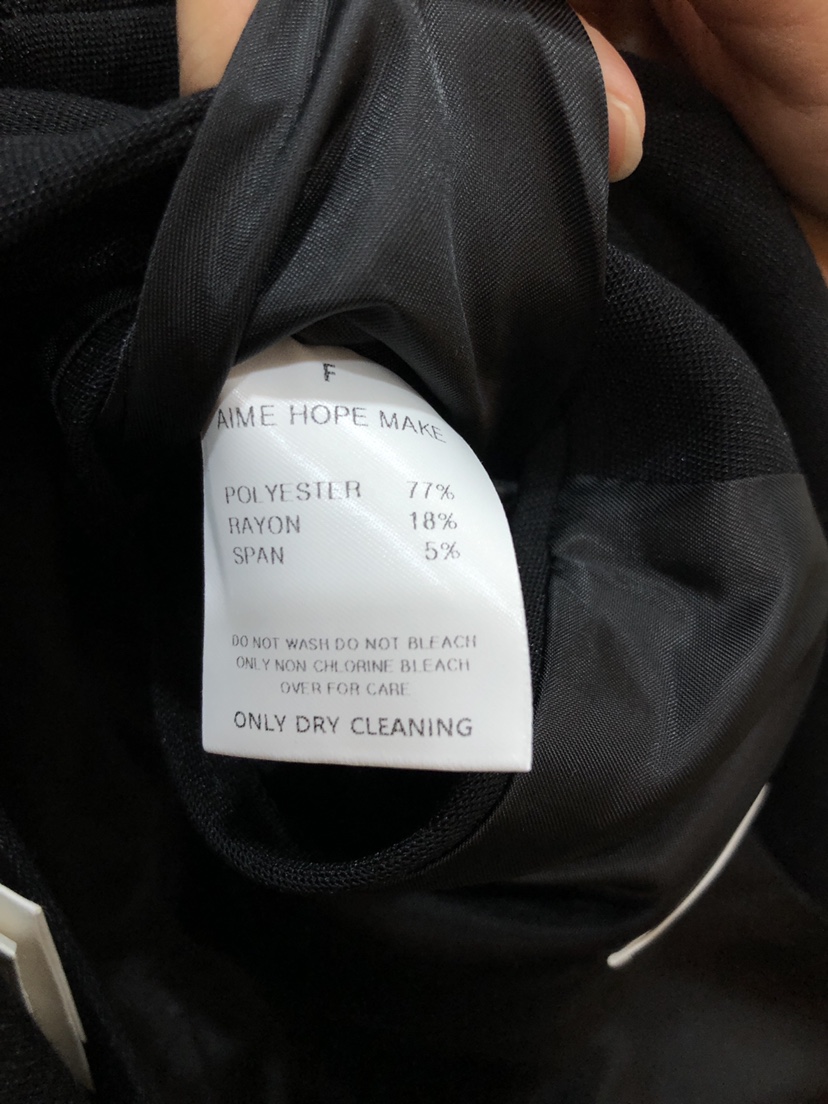 F
AIME HOPE MAKE
POLYESTER 77%
RAYON 18%
SPAN 5%
DO NOT WASH DO NOT BLEACH
ONLY NON CHLORINE BLEACH
OVER FOR CARE
ONLY DRY CLEANING